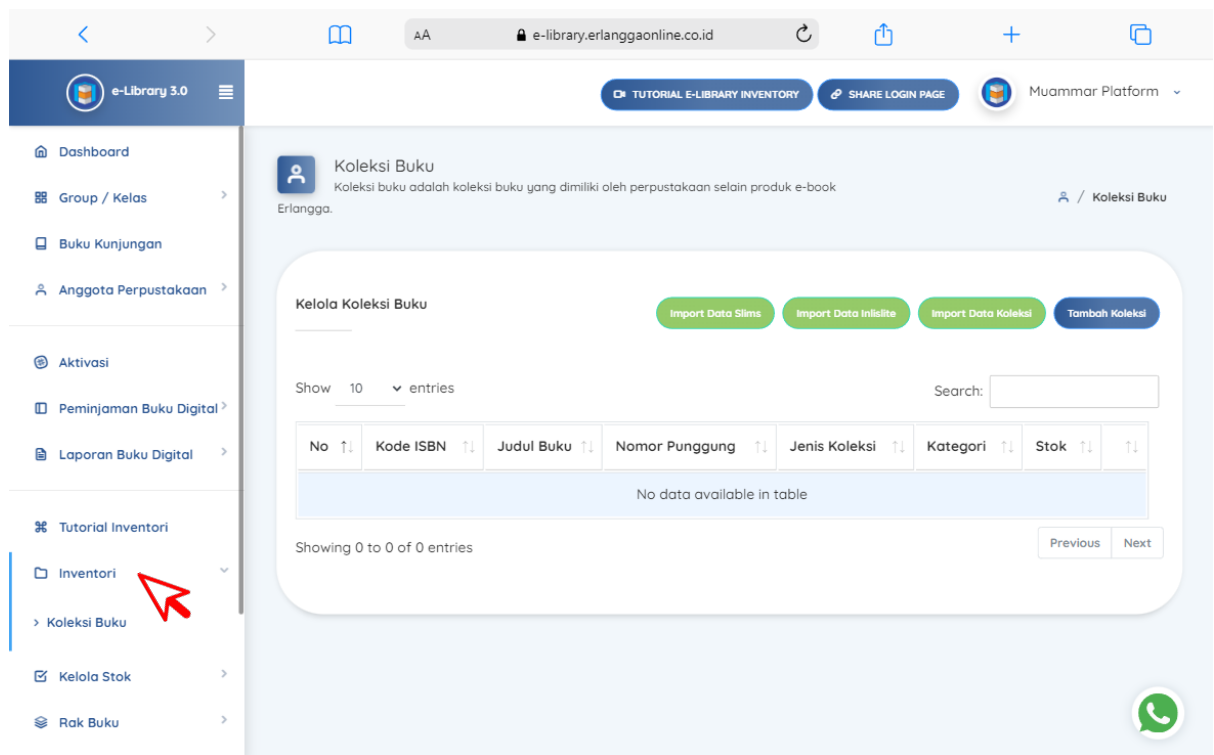 AA e-library.erlanggaonline.co.id
e-Library 3.0
TUTORIAL E-LIBRARY INVENTORY SHARE LOGIN PAGE Muammar Platform
Dashboard
Group / Kelas
Buku Kunjungan
Anggota Perpustakaan
Aktivasi
Peminjaman Buku Digital
Laporan Buku Digital
Tutorial Inventori
Inventori
> Koleksi Buku
Kelola Stok
Rak Buku
Koleksi Buku
Koleksi buku adalah koleksi buku yang dimiliki oleh perpustakaan selain produk e-book
Erlangga.
/ Koleksi Buku
Kelola Koleksi Buku
Import Data Slims Import Data Inlislite Import Data Koleksi Tambah Koleksi
Show 10 entries Search:
No Kode ISBN Judul Buku Nomor Punggung Jenis Koleksi Kategori Stok
No data available in table
Showing 0 to 0 of 0 entries Previous Next